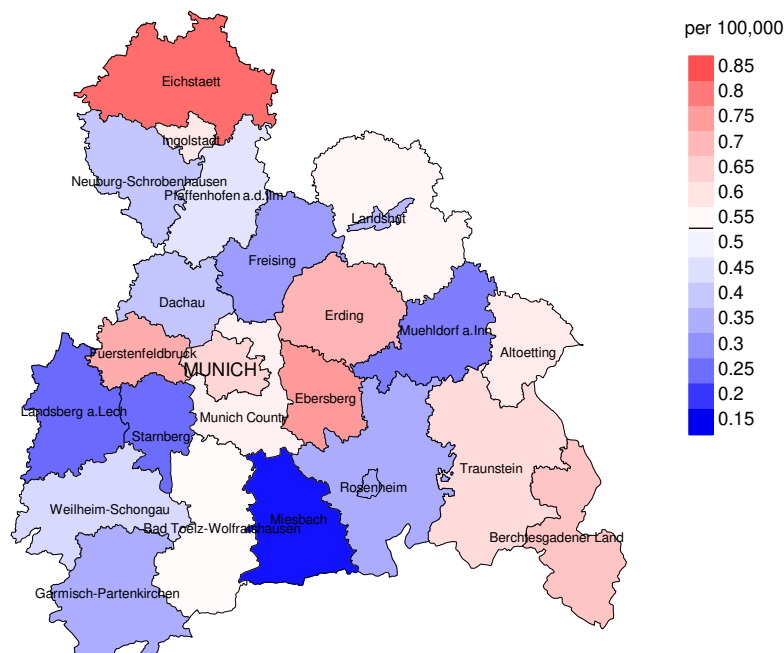 per 100,000
0.85
0.8
0.75
0.7
0.65
0.6
0.55
0.5
0.45
0.4
0.35
0.3
0.25
0.2
0.15
Eichstaett
Ingolstadt
Neuburg-Schrobenhausen
Pfaffenhofen a.d.Ilm
Landshut
Freising
Dachau
Erding
Muehldorf a.Inn
Altoetting
Fuerstenfeldbruck
MUNICH
Ebersberg
Landsberg a.Lech
Munich County
Starnberg
Traunstein
Rosenheim
Weilheim-Schongau
Miesbach
Bad Toelz-Wolfratshausen
Berchtesgadener Land
Garmisch-Partenkirchen